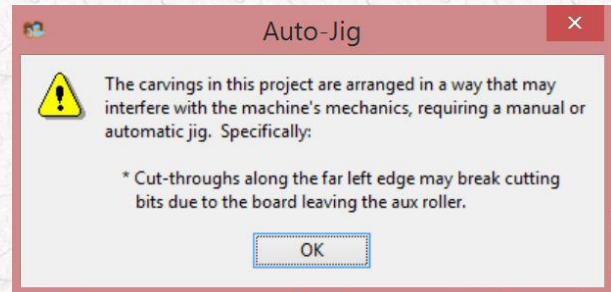 Auto-Jig
The carvings in this project are arranged in a way that may
interfere with the machine's mechanics, requiring a manual or
automatic jig.  Specifically:
* Cut-throughs along the far left edge may break cutting
bits due to the board leaving the aux roller.
OK